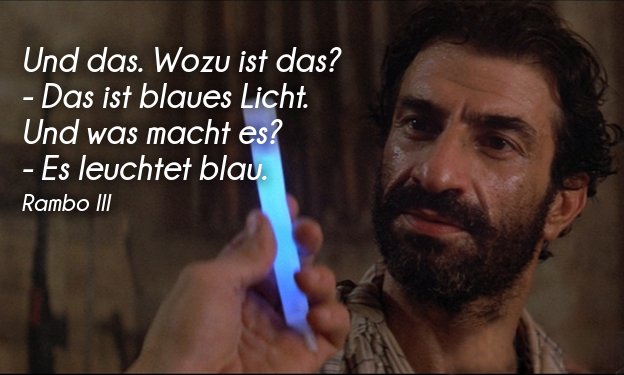 Und das. Wozu ist das?
- Das ist blaues Licht.
Und was macht es?
- Es leuchtet blau.
Rambo III